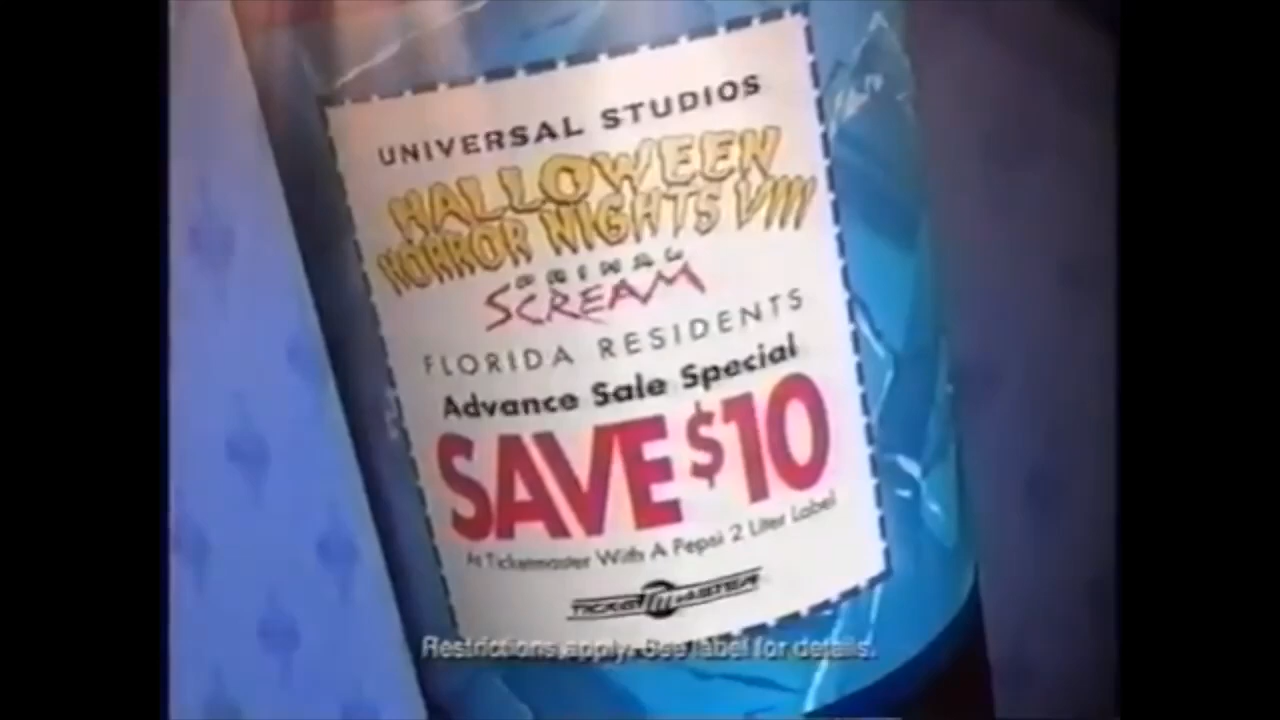 UNIVERSAL STUDIOS
HALLOWEEN
HORROR NIGHTS VIII
PRIMAL
SCREAM
FLORIDA RESIDENTS
Advance Sale Special
SAVE $10
At Ticketmaster With A Pepsi 2 Liter Label
TICKETMASTER
Restrictions apply. See label for details.